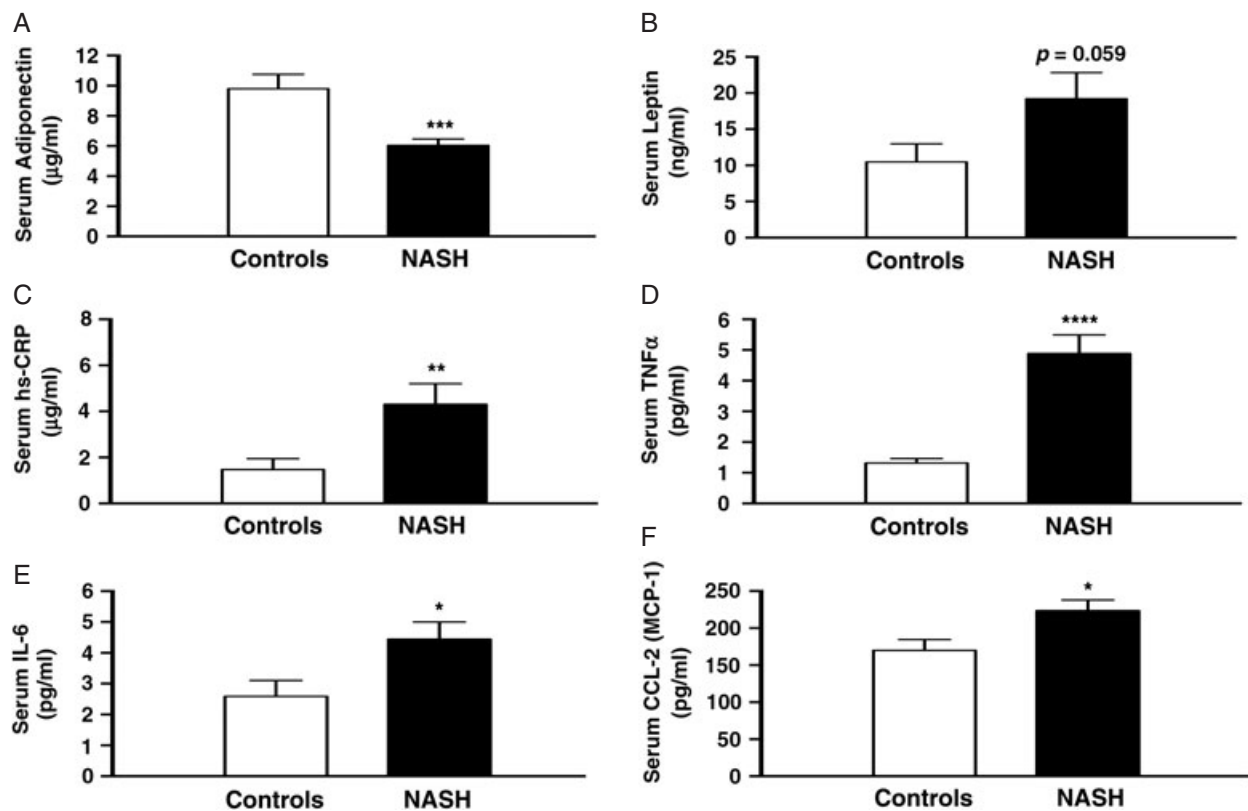 A
Serum Adiponectin
(µg/ml)
12
10
8
6
4
2
0
***
Controls
NASH
B
Serum Leptin
(ng/ml)
25
20
15
10
5
0
p = 0.059
Controls
NASH
C
Serum hs-CRP
(µg/ml)
8
6
4
2
0
**
Controls
NASH
D
Serum TNFα
(pg/ml)
6
5
4
3
2
1
0
****
Controls
NASH
E
Serum IL-6
(pg/ml)
6
5
4
3
2
1
0
*
Controls
NASH
F
Serum CCL-2 (MCP-1)
(pg/ml)
250
200
150
300
50
0
*
Controls
NASH